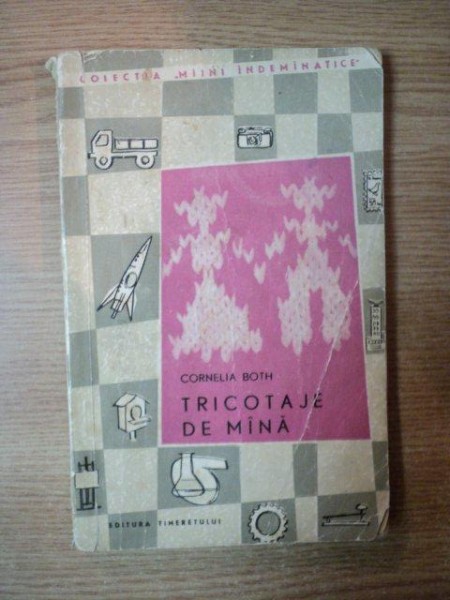 COLECȚIA „MÎINI ÎNDEMÎNATICE"
CORNELIA BOTH
TRICOTAJE
DE MÎNĂ
EDITURA TINERETULUI